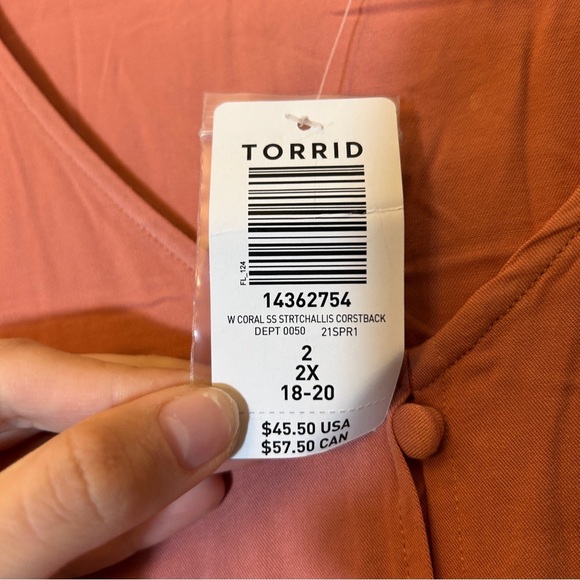 TORRID
FL_124
14362754
W CORAL SS STRTCHALLIS CORSTBACK
DEPT 0050 21SPR1
2
2X
18-20
$45.50 USA
$57.50 CAN